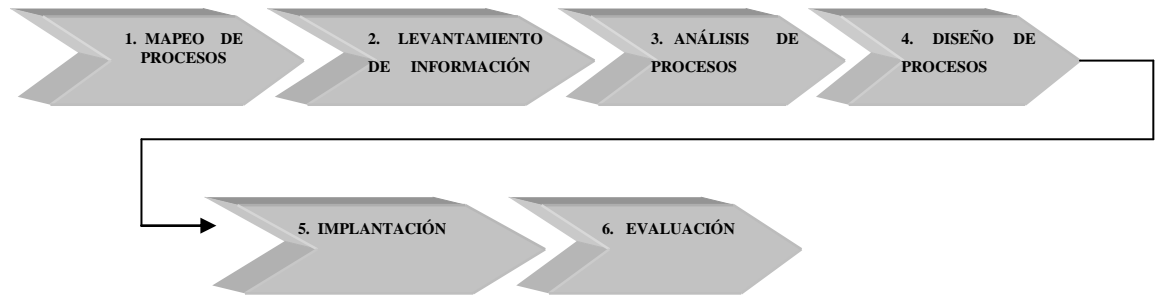 1. MAPEO DE
PROCESOS
2. LEVANTAMIENTO
DE INFORMACIÓN
3. ANÁLISIS DE
PROCESOS
4. DISEÑO DE
PROCESOS
5. IMPLANTACIÓN
6. EVALUACIÓN